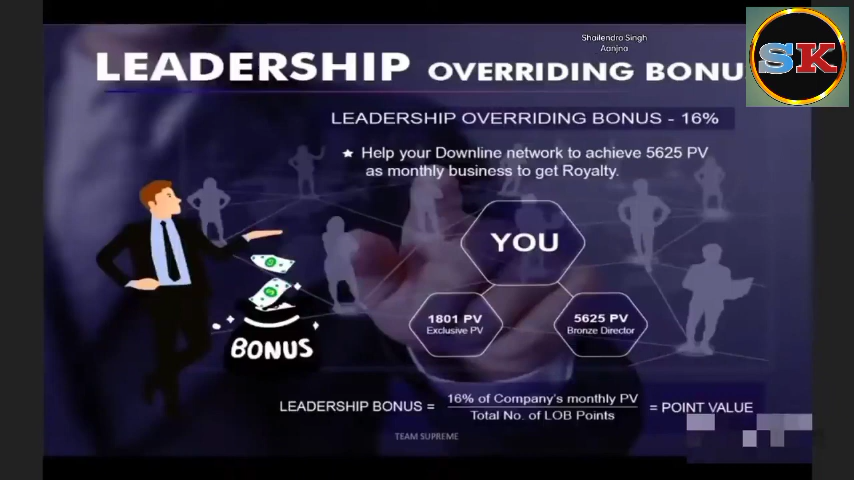 Shailendra Singh
Aanjna
SK
LEADERSHIP OVERRIDING BONU
LEADERSHIP OVERRIDING BONUS - 16%
★ Help your Downline network to achieve 5625 PV
as monthly business to get Royalty.
YOU
1801 PV
Exclusive PV
5625 PV
Bronze Director
BONUS
LEADERSHIP BONUS = 16% of Company's monthly PV
Total No. of LOB Points = POINT VALUE
TEAM SUPREME